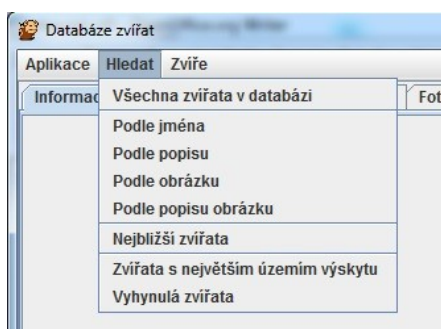 Databáze zvířat
Aplikace Hledat Zvíře
Informac
Fot
Všechna zvířata v databázi
Podle jména
Podle popisu
Podle obrázku
Podle popisu obrázku
Nejbližší zvířata
Zvířata s největším územím výskytu
Vyhynulá zvířata